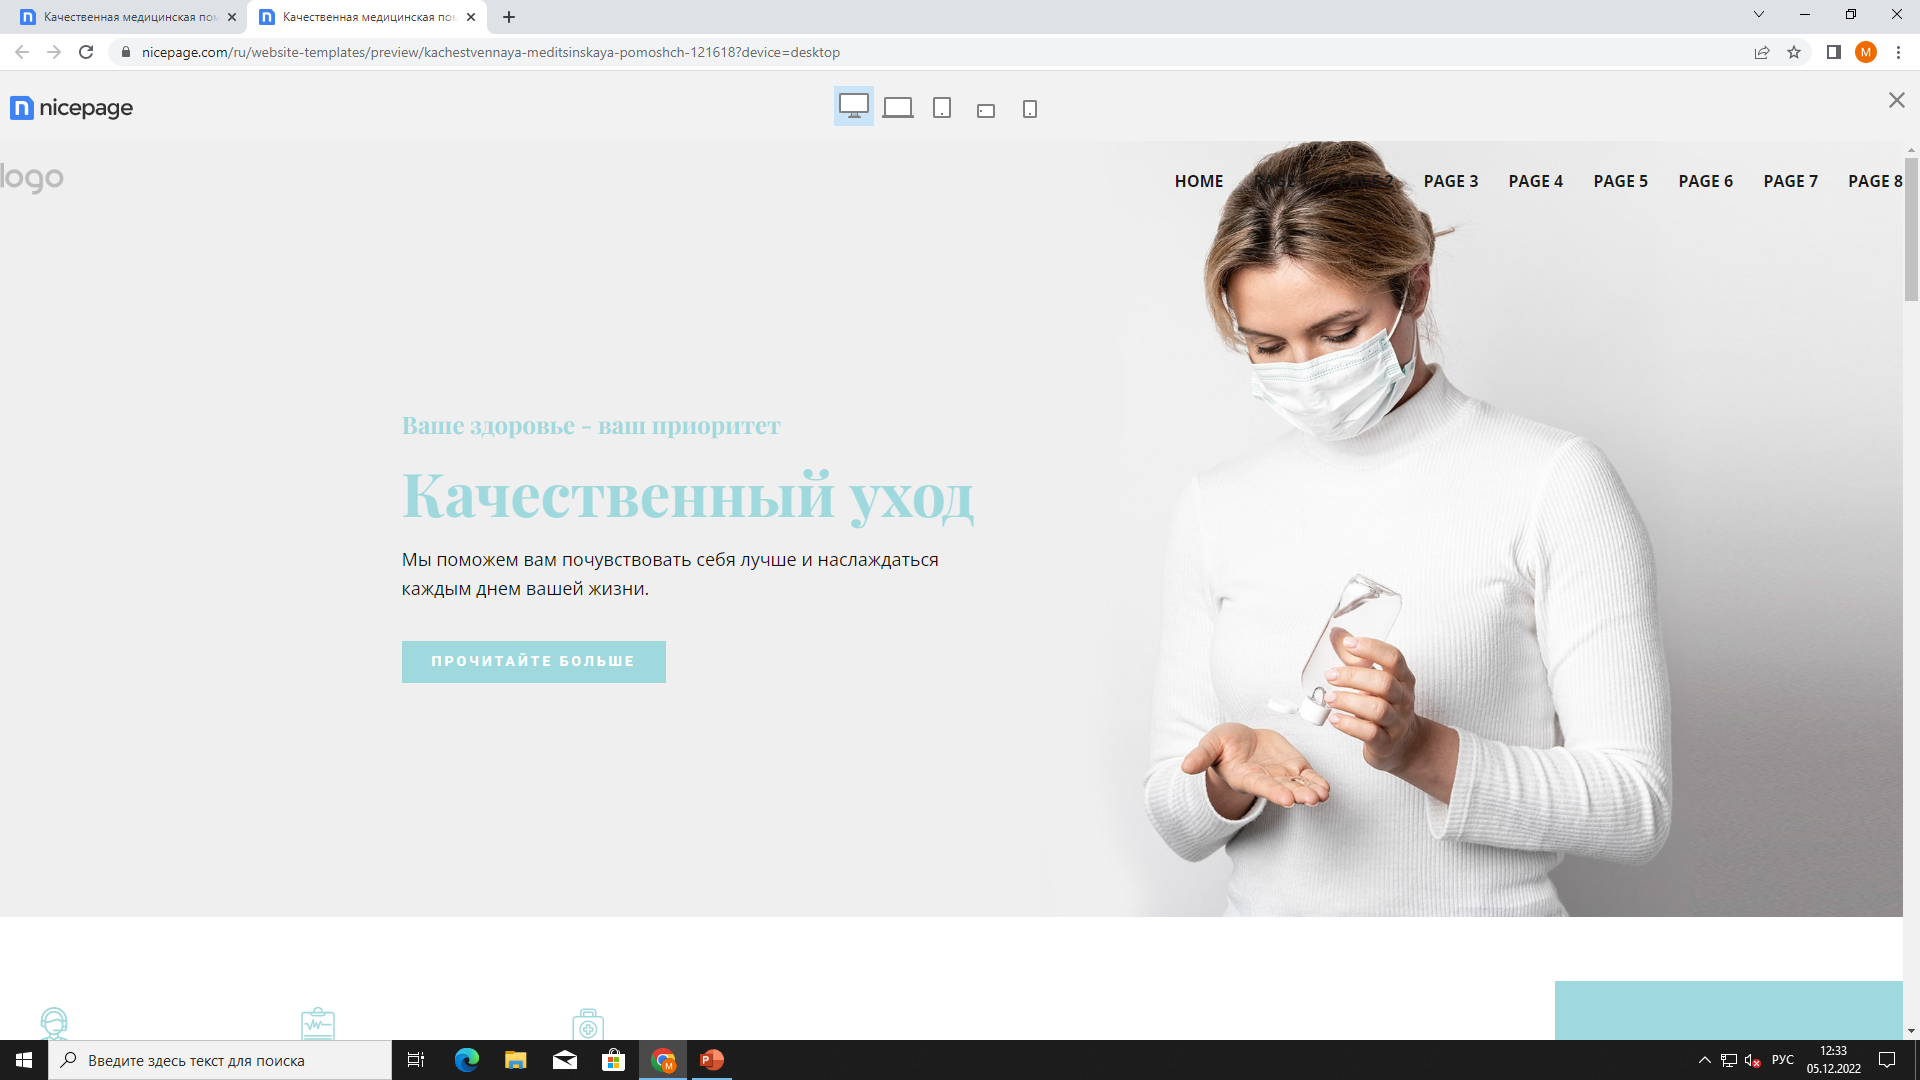 Качественная медицинская пом
Качественная медицинская пом
nicepage.com/ru/website-templates/preview/kachestvennaya-meditsinskaya-pomoshch-121618?device=desktop
M
nicepage
logo
HOME PAGE 2 PAGE 3 PAGE 4 PAGE 5 PAGE 6 PAGE 7 PAGE 8
Ваше здоровье - ваш приоритет
Качественный уход
Мы поможем вам почувствовать себя лучше и наслаждаться
каждым днем вашей жизни.
ПРОЧИТАЙТЕ БОЛЬШЕ
Введите здесь текст для поиска
РУС
12:33
05.12.2022